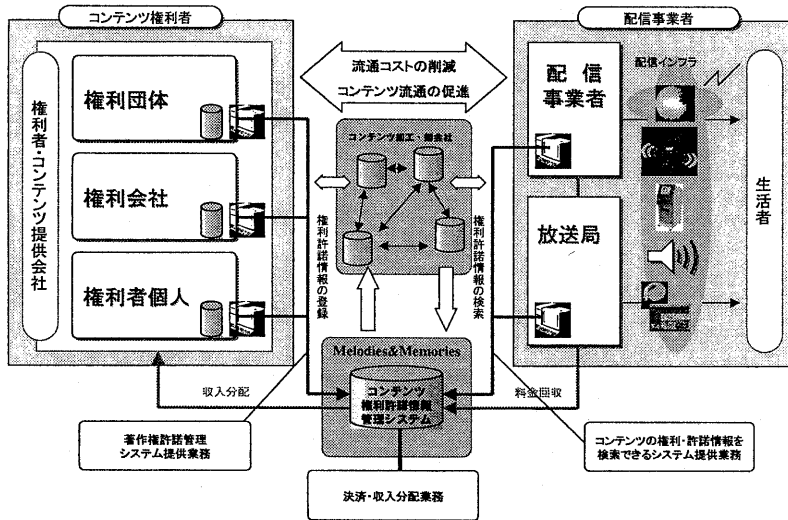 コンテンツ権利者
配信事業者
権利者・コンテンツ提供会社
権利団体
権利会社
権利者個人
流通コストの削減
コンテンツ流通の促進
コンテンツ加工・卸会社
権利許諾情報の登録
権利許諾情報の検索
配信
事業者
放送局
配信インフラ
生活者
Melodies&Memories
コンテンツ
権利許諾情報
管理システム
収入分配
料金回収
著作権許諾管理
システム提供業務
コンテンツの権利・許諾情報を
検索できるシステム提供業務
決済・収入分配業務